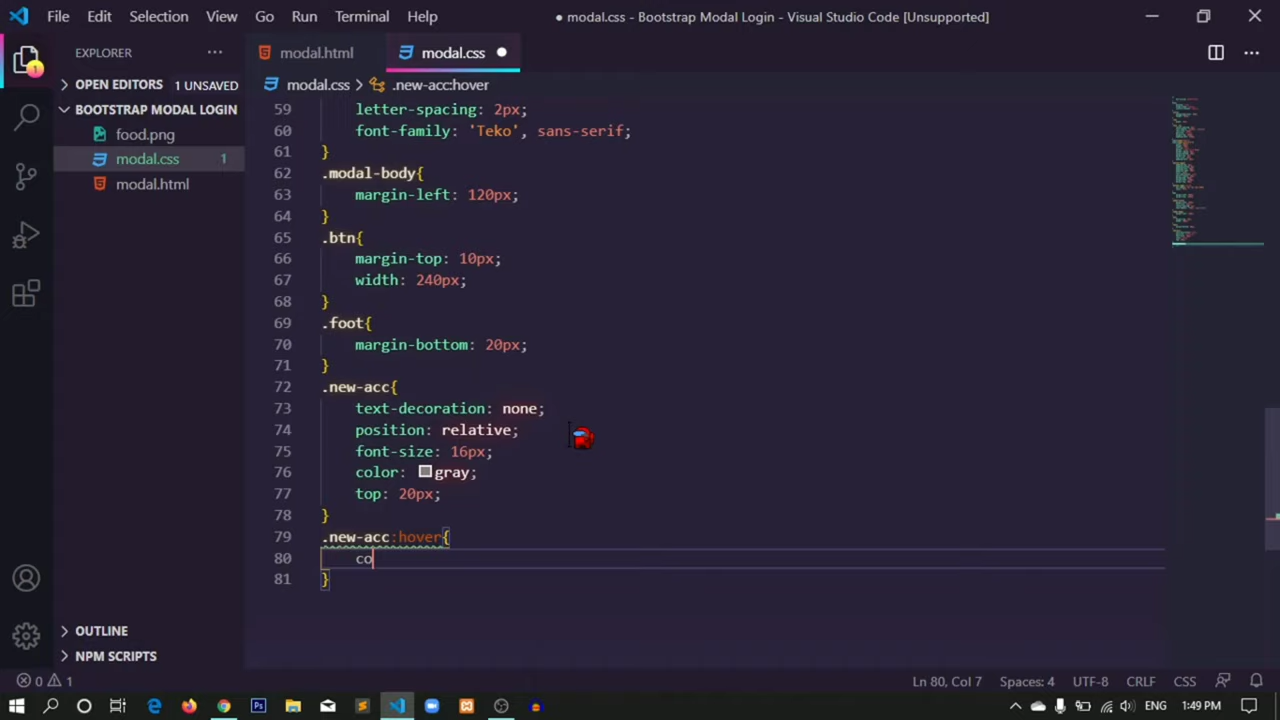 File Edit Selection View Go Run Terminal Help
● modal.css - Bootstrap Modal Login - Visual Studio Code [Unsupported]
EXPLORER ...
modal.html modal.css
OPEN EDITORS 1 UNSAVED
modal.css > .new-acc:hover
BOOTSTRAP MODAL LOGIN
food.png
modal.css 1
modal.html
59 letter-spacing: 2px;
60 font-family: 'Teko', sans-serif;
61 }
62 .modal-body{
63 margin-left: 120px;
64 }
65 .btn{
66 margin-top: 10px;
67 width: 240px;
68 }
69 .foot{
70 margin-bottom: 20px;
71 }
72 .new-acc{
73 text-decoration: none;
74 position: relative;
75 font-size: 16px;
76 color: gray;
77 top: 20px;
78 }
79 .new-acc:hover{
80 co
81 }
1
OUTLINE
NPM SCRIPTS
0 1 Ln 80, Col 7 Spaces: 4 UTF-8 CRLF CSS
ENG 1:49 PM